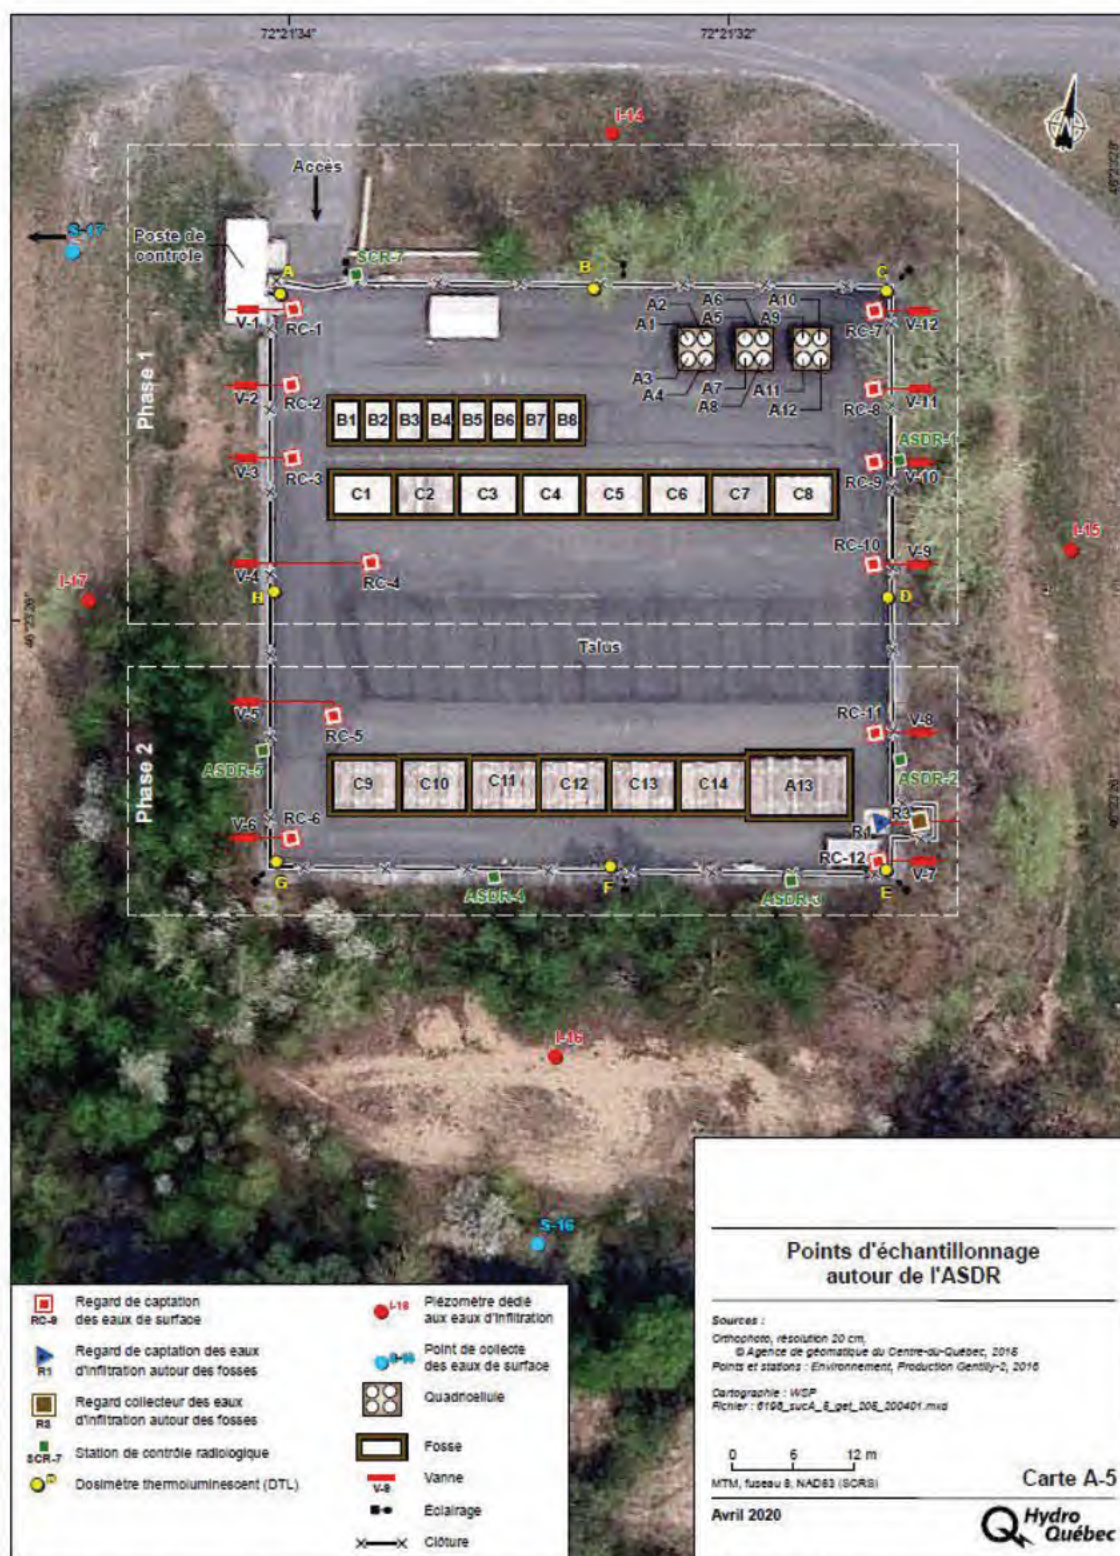 72°21'34"
72°21'32"
I-14
Accès
S-17
Poste de
contrôle
SCR-7
A
B
C
V-1
RC-1
A1
A2
A5
A6
A9
A10
RC-7
V-12
A3
A4
A7
A8
A11
A12
Phase 1
V-2
RC-2
RC-8
V-11
B1 B2 B3 B4 B5 B6 B7 B8
ASDR-1
V-3
RC-3
RC-9
V-10
C1 C2 C3 C4 C5 C6 C7 C8
RC-10
V-9
I-15
V-4
RC-4
I-17
H
D
46°23'26"
Talus
Phase 2
V-5
RC-5
RC-11
V-8
ASDR-5
ASDR-2
C9 C10 C11 C12 C13 C14 A13
V-6
RC-6
R1
R3
RC-12
V-7
G
F
E
ASDR-4
ASDR-3
I-16
S-16
RC-9
Regard de captation
des eaux de surface
R1
Regard de captation des eaux
d'infiltration autour des fosses
R3
Regard collecteur des eaux
d'infiltration autour des fosses
SCR-7
Station de contrôle radiologique
Dosimètre thermoluminescent (DTL)
Piézomètre dédié
aux eaux d'infiltration
Point de collecte
des eaux de surface
Quadricellule
Fosse
Vanne
Éclairage
Clôture
Points d'échantillonnage
autour de l'ASDR
Sources :
Orthophoto, résolution 20 cm,
© Agence de géomatique du Centre-du-Québec,
Points et stations : Environnement, Production Gentilly-2, 2016
Cartographie : WSP
Fichier :
0 6 12 m
MTM, fuseau 8, NAD83 (SCRS)
Carte A-5
Avril 2020
Hydro
Québec